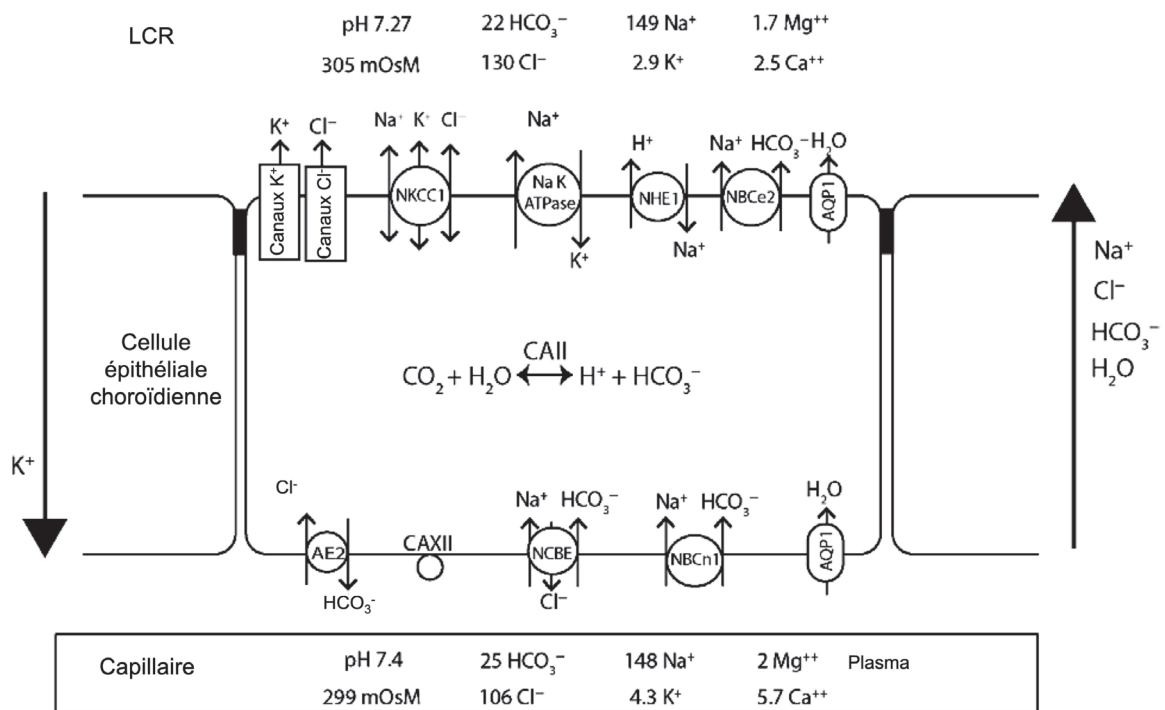 LCR
pH 7.27 22 HCO₃⁻ 149 Na⁺ 1.7 Mg⁺⁺
305 mOsM 130 Cl⁻ 2.9 K⁺ 2.5 Ca⁺⁺
K⁺ Cl⁻ Na⁺ K⁺ Cl⁻ Na⁺ H⁺ Na⁺ HCO₃⁻ H₂O
Canaux K⁺
Canaux Cl⁻
NKCC1
Na K
ATPase
NHE1
NBCe2
AQP1
K⁺
Na⁺
Na⁺
Cl⁻
HCO₃⁻
H₂O
Cellule
épithéliale
choroïdienne
CAII
CO₂ + H₂O H⁺ + HCO₃⁻
K⁺
Cl⁻ Na⁺ HCO₃⁻ Na⁺ HCO₃⁻ H₂O
AE2 CAXII NCBE NBCn1 AQP1
HCO₃⁻ Cl⁻
Capillaire pH 7.4 25 HCO₃⁻ 148 Na⁺ 2 Mg⁺⁺ Plasma
299 mOsM 106 Cl⁻ 4.3 K⁺ 5.7 Ca⁺⁺